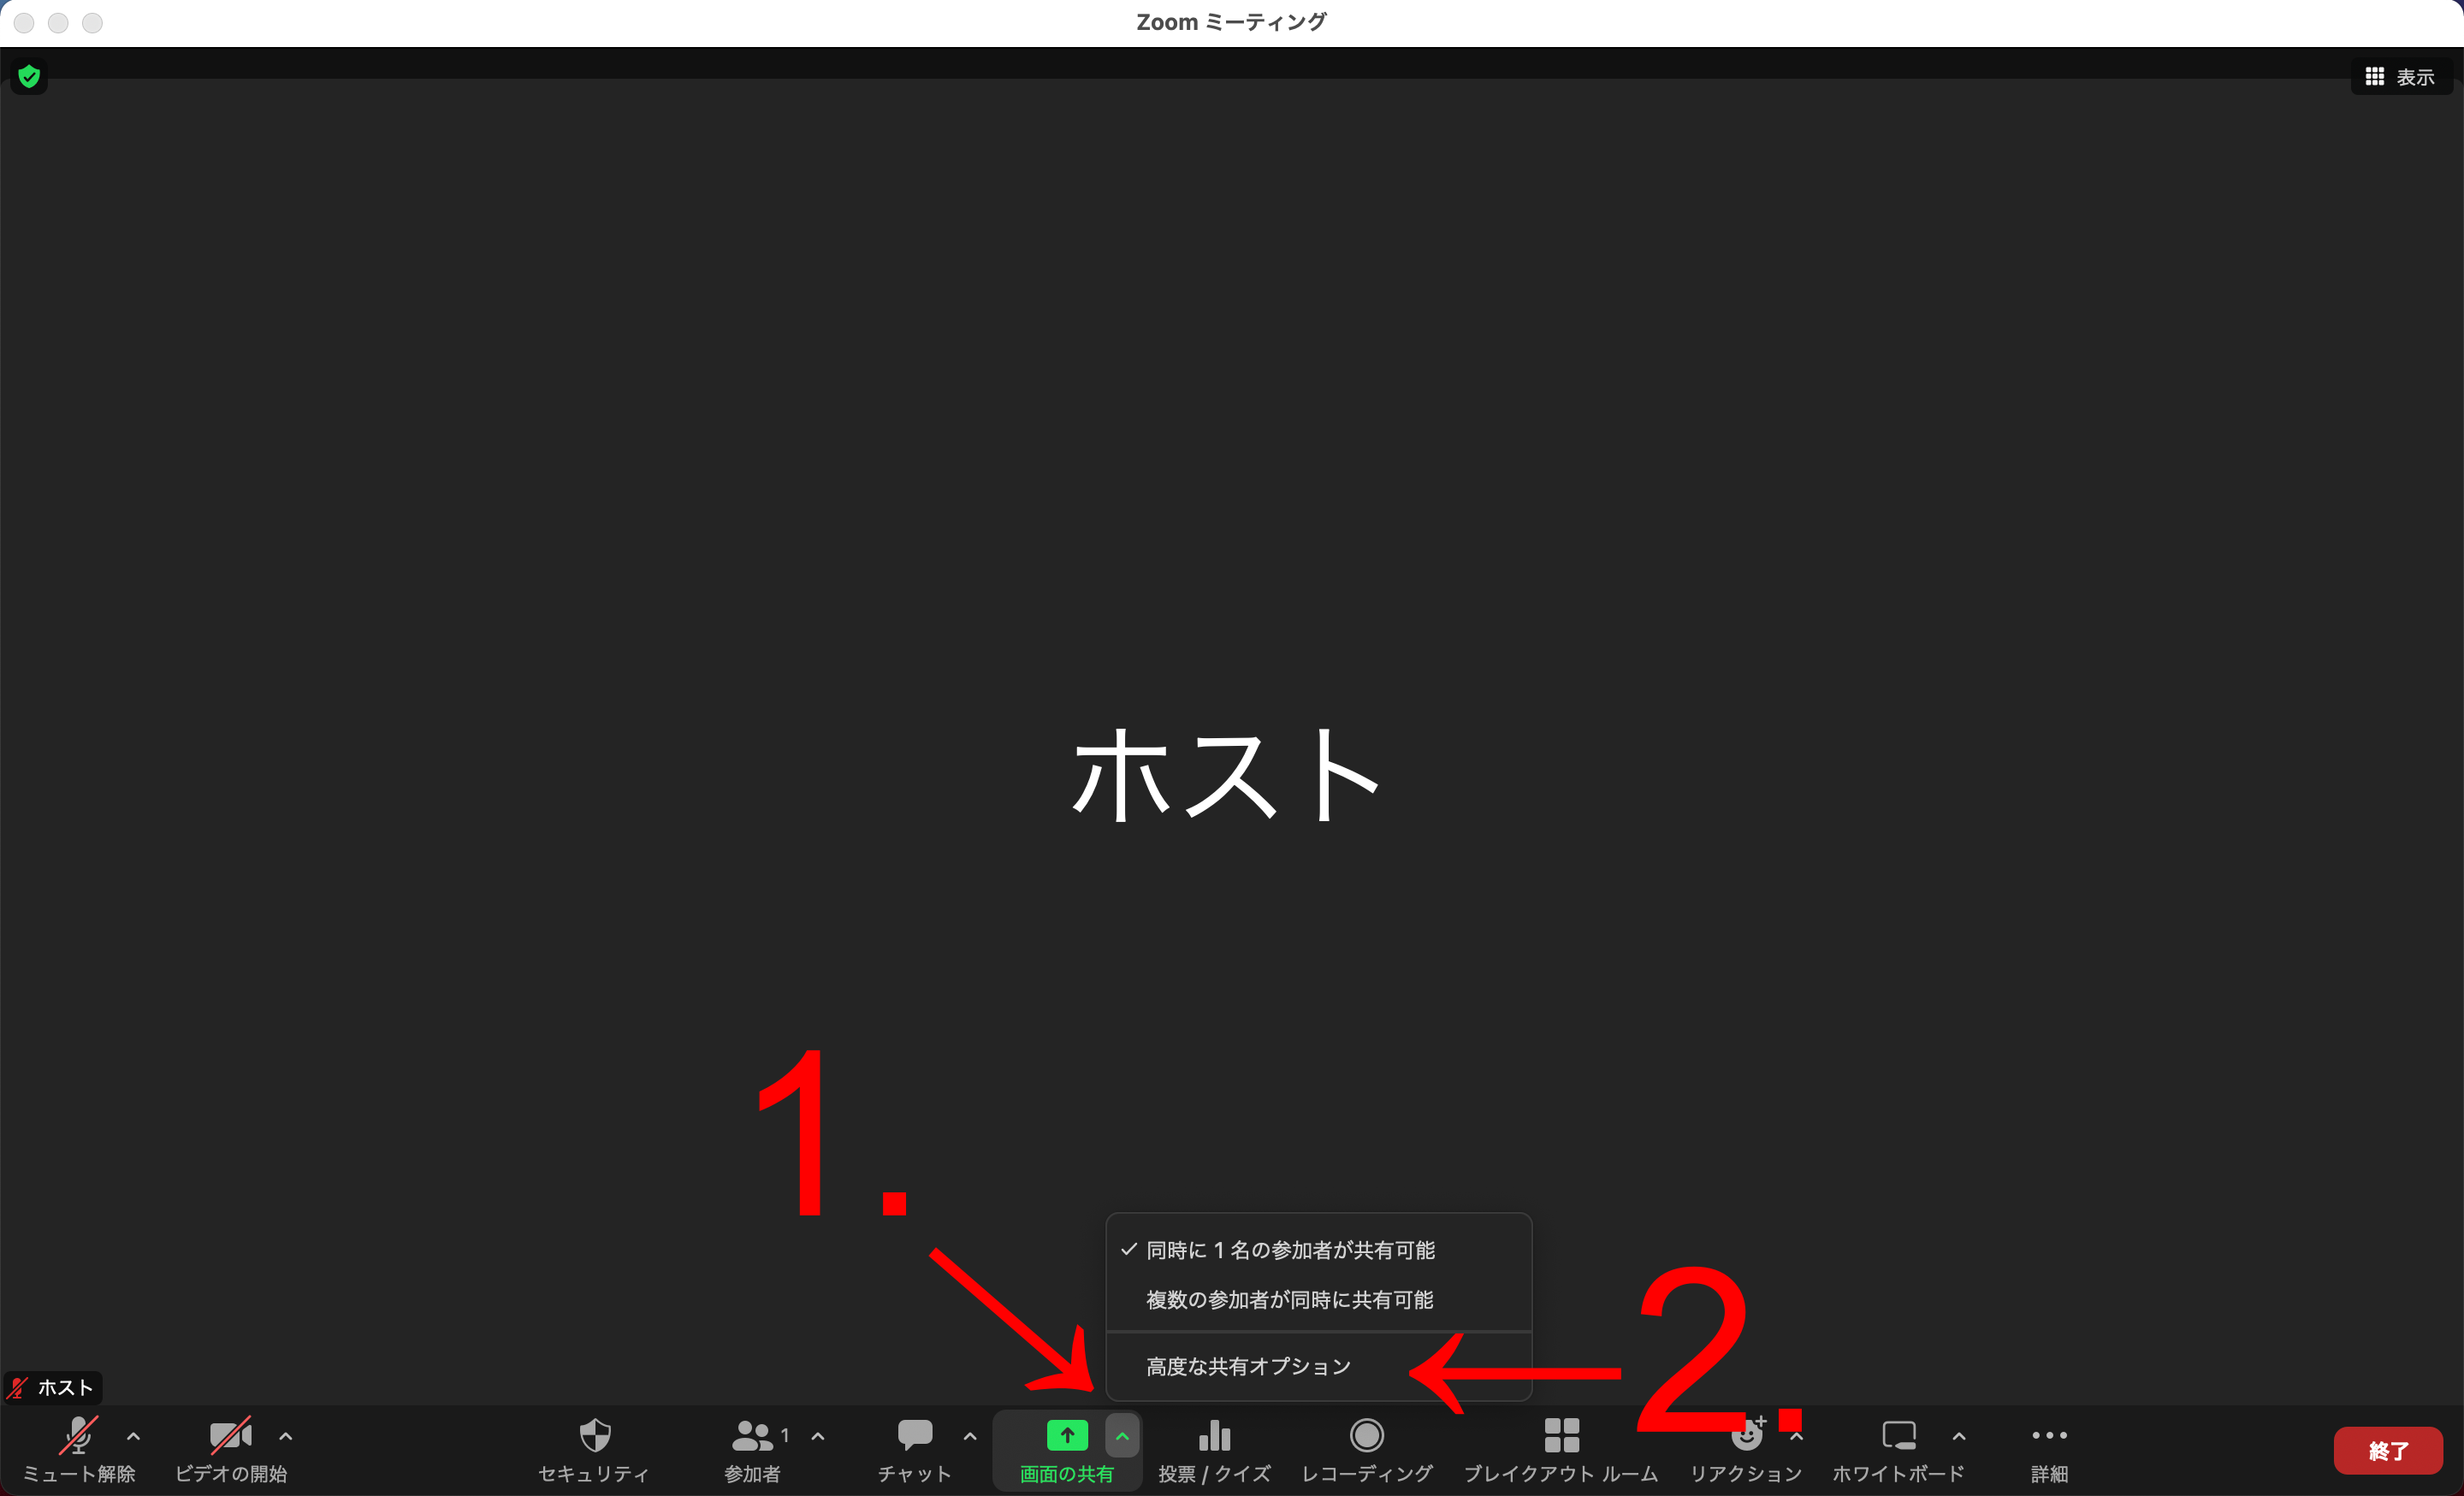 Zoom ミーティング
表示
ホスト
1.
同時に 1 名の参加者が共有可能
複数の参加者が同時に共有可能
高度な共有オプション
2.
ホスト
1
ミュート解除
ビデオの開始
セキュリティ
参加者
チャット
画面の共有
投票 / クイズ
レコーディング
ブレイクアウト ルーム
リアクション
ホワイトボード
詳細
終了